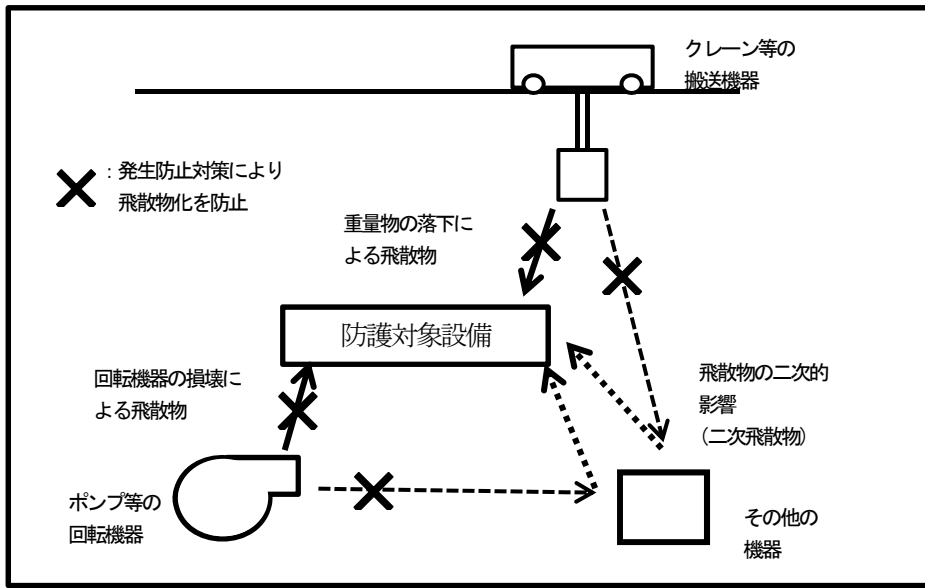 クレーン等の
搬送機器
：発生防止対策により
飛散物化を防止
重量物の落下に
よる飛散物
防護対象設備
回転機器の損壊に
よる飛散物
飛散物の二次的
影響
（二次飛散物）
ポンプ等の
回転機器
その他の
機器